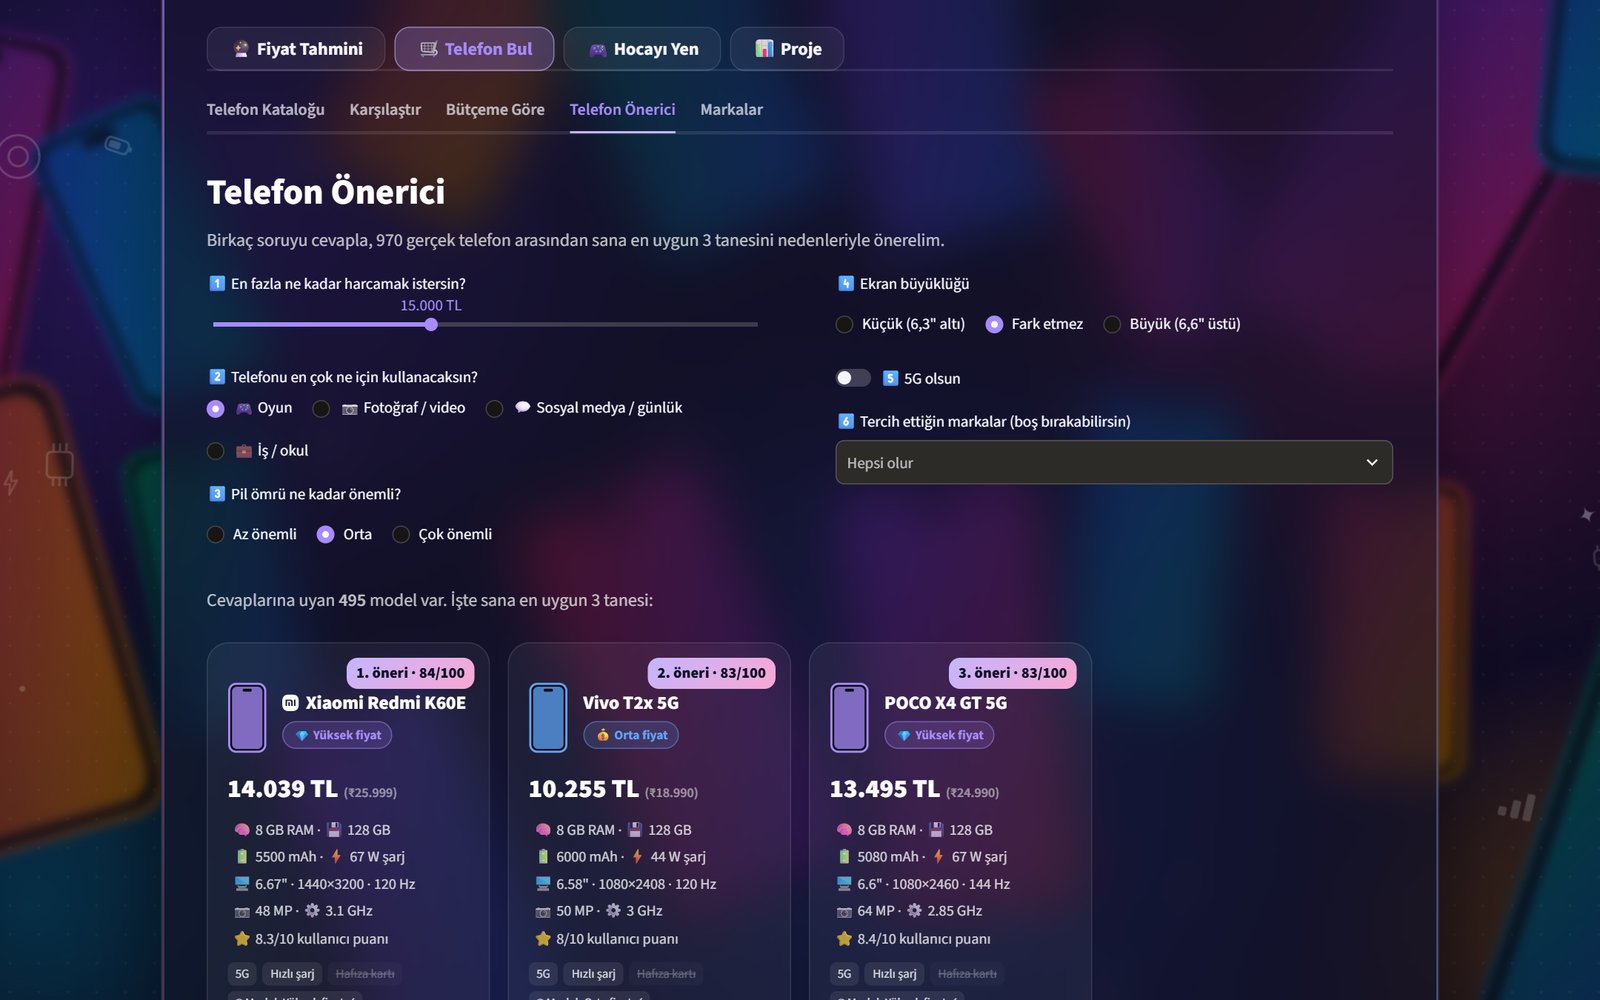 Fiyat Tahmini
Telefon Bul
Hocayı Yen
Proje
Telefon Kataloğu
Karşılaştır
Bütçeme Göre
Telefon Önerici
Markalar
Telefon Önerici
Birkaç soruyu cevapla, 970 gerçek telefon arasından sana en uygun 3 tanesini nedenleriyle önerelim.
1 En fazla ne kadar harcamak istersin?
15.000 TL
2 Telefonu en çok ne için kullanacaksın?
Oyun
Fotoğraf / video
Sosyal medya / günlük
İş / okul
3 Pil ömrü ne kadar önemli?
Az önemli
Orta
Çok önemli
4 Ekran büyüklüğü
Küçük (6,3" altı)
Fark etmez
Büyük (6,6" üstü)
5 5G olsun
6 Tercih ettiğin markalar (boş bırakabilirsin)
Hepsi olur
Cevaplarına uyan 495 model var. İşte sana en uygun 3 tanesi:
1. öneri · 84/100
Xiaomi Redmi K60E
Yüksek fiyat
14.039 TL (₹25.999)
8 GB RAM · 128 GB
5500 mAh · 67 W şarj
6.67" · 1440×3200 · 120 Hz
48 MP · 3.1 GHz
8.3/10 kullanıcı puanı
5G Hızlı şarj Hafıza kartı
2. öneri · 83/100
Vivo T2x 5G
Orta fiyat
10.255 TL (₹18.990)
8 GB RAM · 128 GB
6000 mAh · 44 W şarj
6.58" · 1080×2408 · 120 Hz
50 MP · 3 GHz
8/10 kullanıcı puanı
5G Hızlı şarj Hafıza kartı
3. öneri · 83/100
POCO X4 GT 5G
Yüksek fiyat
13.495 TL (₹24.990)
8 GB RAM · 128 GB
5080 mAh · 67 W şarj
6.6" · 1080×2460 · 144 Hz
64 MP · 2.85 GHz
8.4/10 kullanıcı puanı
5G Hızlı şarj Hafıza kartı